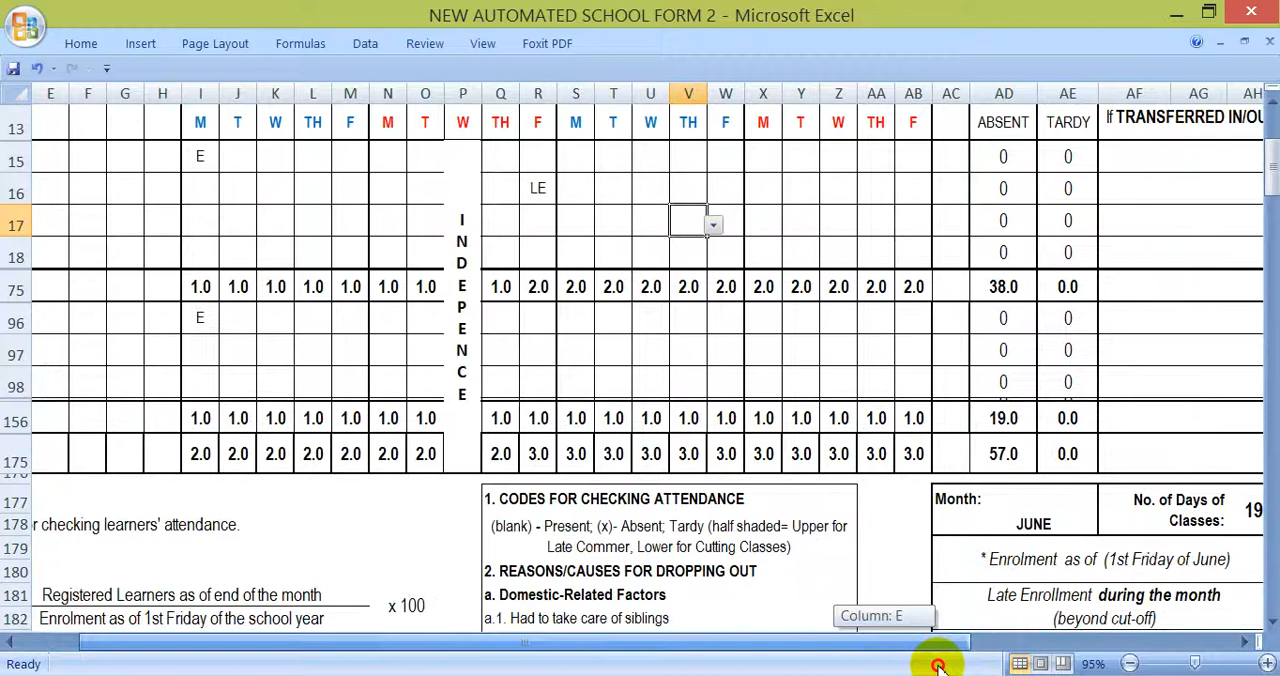 NEW AUTOMATED SCHOOL FORM 2 - Microsoft Excel
Home Insert Page Layout Formulas Data Review View Foxit PDF
E F G H I J K L M N O P Q R S T U V W X Y Z AA AB AC AD AE AF AG AH
13 M T W TH F M T W TH F M T W TH F M T W TH F ABSENT TARDY If TRANSFERRED IN/OU
15 E 0 0
16 LE 0 0
17 0 0
18 0 0
I
N
D
E
P
E
N
C
E
75 1.0 1.0 1.0 1.0 1.0 1.0 1.0 1.0 2.0 2.0 2.0 2.0 2.0 2.0 2.0 2.0 2.0 2.0 2.0 38.0 0.0
96 E 0 0
97 0 0
98 0 0
156 1.0 1.0 1.0 1.0 1.0 1.0 1.0 1.0 1.0 1.0 1.0 1.0 1.0 1.0 1.0 1.0 1.0 1.0 1.0 19.0 0.0
175 2.0 2.0 2.0 2.0 2.0 2.0 2.0 2.0 3.0 3.0 3.0 3.0 3.0 3.0 3.0 3.0 3.0 3.0 3.0 57.0 0.0
177
178
179
180
181
182
or checking learners' attendance.
Registered Learners as of end of the month
x 100
Enrolment as of 1st Friday of the school year
1. CODES FOR CHECKING ATTENDANCE
(blank) - Present; (x)- Absent; Tardy (half shaded= Upper for
Late Commer, Lower for Cutting Classes)
2. REASONS/CAUSES FOR DROPPING OUT
a. Domestic-Related Factors
a.1. Had to take care of siblings
Month:
JUNE
No. of Days of
Classes:
19
* Enrolment as of (1st Friday of June)
Late Enrollment during the month
(beyond cut-off)
Column: E
Ready 95%